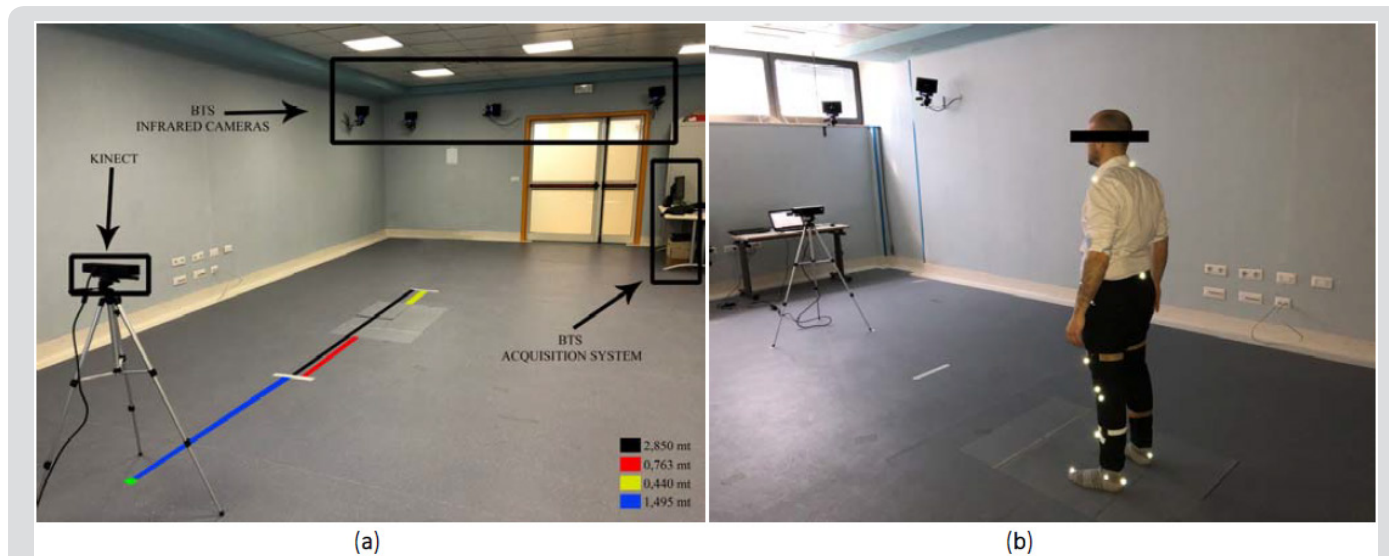 BTS
INFRARED CAMERAS
KINECT
BTS
ACQUISITION SYSTEM
2,850 mt
0,763 mt
0,440 mt
1,495 mt
(a)
(b)